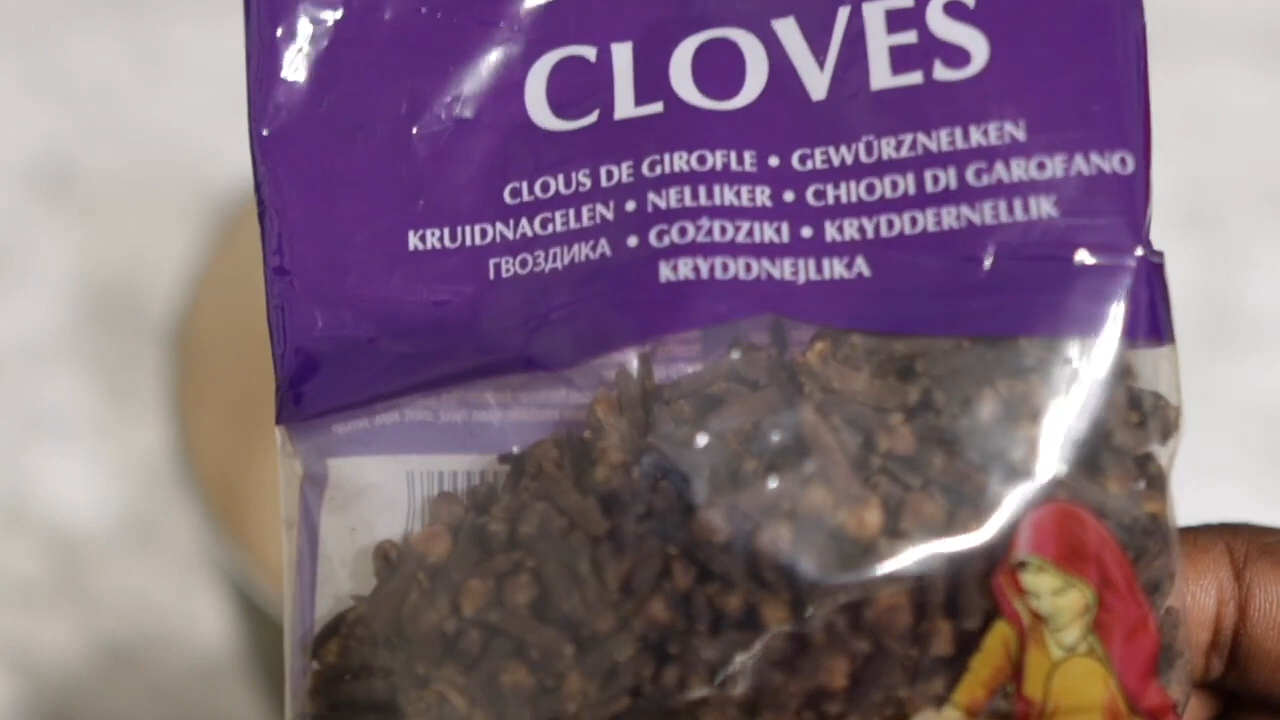 CLOVES
CLOUS DE GIROFLE • GEWÜRZNELKEN
KRUIDNAGELEN • NELLIKER • CHIODI DI GAROFANO
ГВОЗДИКА • GOŹDZIKI • KRYDDERNELLIK
KRYDDNEJLIKA